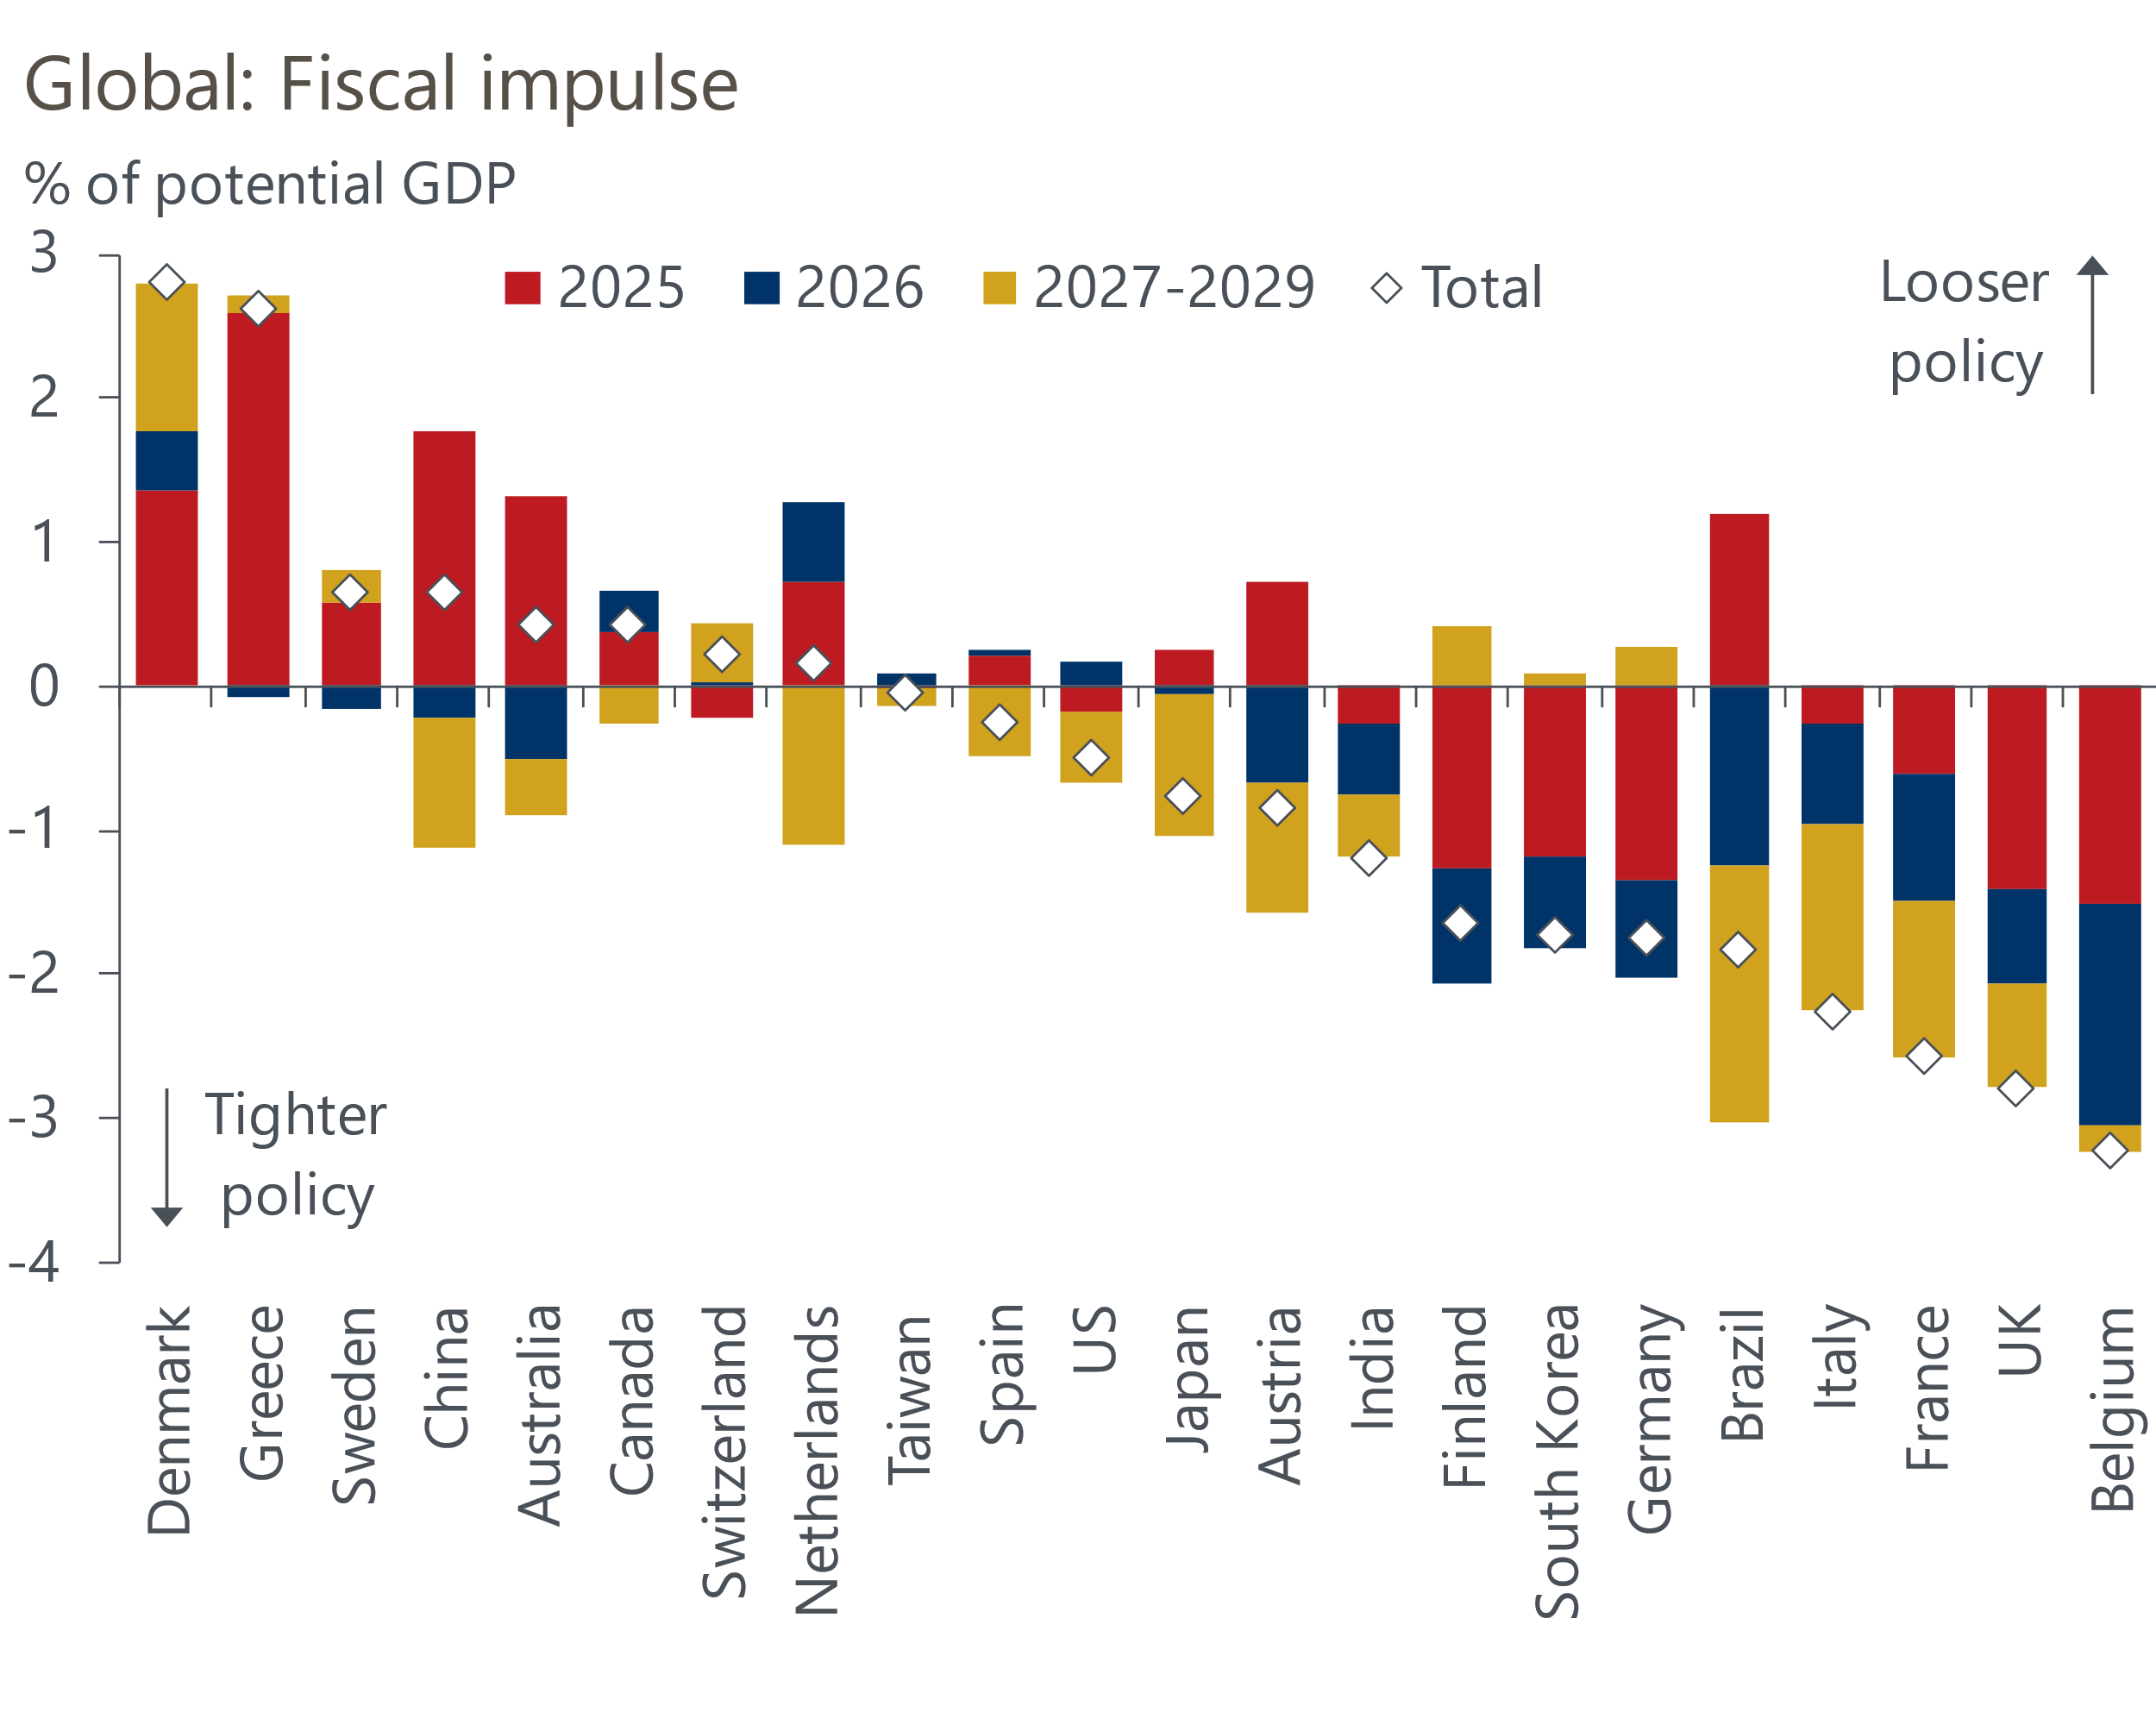 Global: Fiscal impulse
% of potential GDP
3
2
1
0
-1
-2
-3
-4
2025 2026 2027-2029 Total
Looser
policy
Tighter
policy
Denmark
Greece
Sweden
China
Australia
Canada
Switzerland
Netherlands
Taiwan
Spain
US
Japan
Austria
India
Finland
South Korea
Germany
Brazil
Italy
France
UK
Belgium